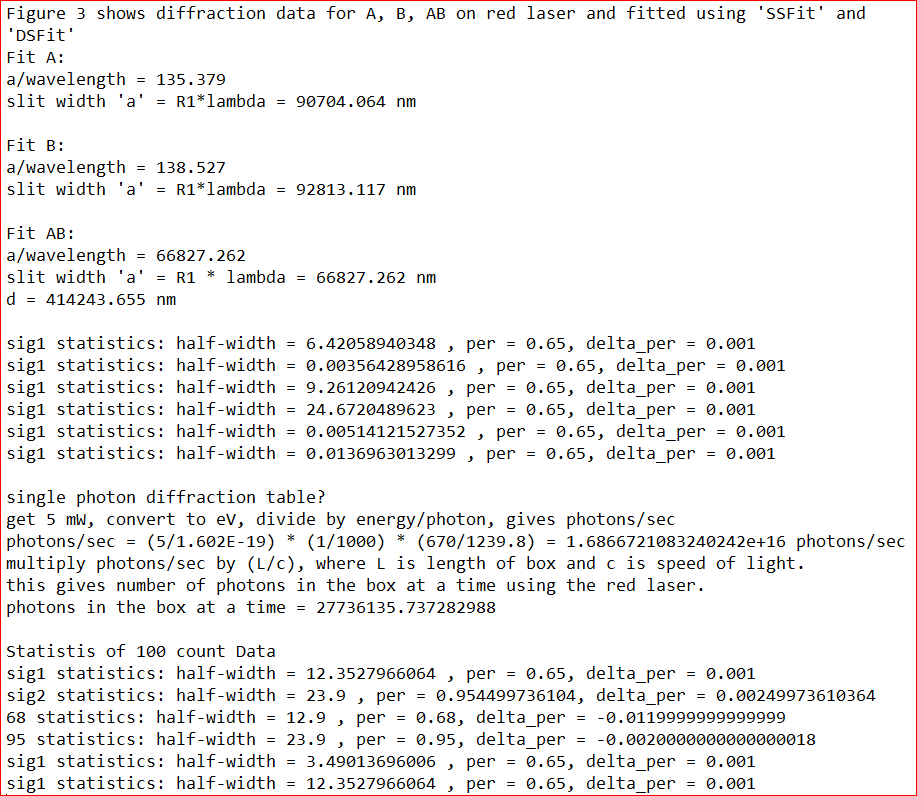 Figure 3 shows diffraction data for A, B, AB on red laser and fitted using 'SSFit' and
'DSFit'
Fit A:
a/wavelength = 135.379
slit width 'a' = R1*lambda = 90704.064 nm
Fit B:
a/wavelength = 138.527
slit width 'a' = R1*lambda = 92813.117 nm
Fit AB:
a/wavelength = 66827.262
slit width 'a' = R1 * lambda = 66827.262 nm
d = 414243.655 nm
sig1 statistics: half-width = 6.42058940348 , per = 0.65, delta_per = 0.001
sig1 statistics: half-width = 0.00356428958616 , per = 0.65, delta_per = 0.001
sig1 statistics: half-width = 9.26120942426 , per = 0.65, delta_per = 0.001
sig1 statistics: half-width = 24.6720489623 , per = 0.65, delta_per = 0.001
sig1 statistics: half-width = 0.00514121527352 , per = 0.65, delta_per = 0.001
sig1 statistics: half-width = 0.0136963013299 , per = 0.65, delta_per = 0.001
single photon diffraction table?
get 5 mW, convert to eV, divide by energy/photon, gives photons/sec
photons/sec = (5/1.602E-19) * (1/1000) * (670/1239.8) = 1.6866721083240242e+16 photons/sec
multiply photons/sec by (L/c), where L is length of box and c is speed of light.
this gives number of photons in the box at a time using the red laser.
photons in the box at a time = 27736135.737282988
Statistis of 100 count Data
sig1 statistics: half-width = 12.3527966064 , per = 0.65, delta_per = 0.001
sig2 statistics: half-width = 23.9 , per = 0.954499736104, delta_per = 0.00249973610364
68 statistics: half-width = 12.9 , per = 0.68, delta_per = -0.0119999999999999
95 statistics: half-width = 23.9 , per = 0.95, delta_per = -0.0020000000000000018
sig1 statistics: half-width = 3.49013696006 , per = 0.65, delta_per = 0.001
sig1 statistics: half-width = 12.3527966064 , per = 0.65, delta_per = 0.001